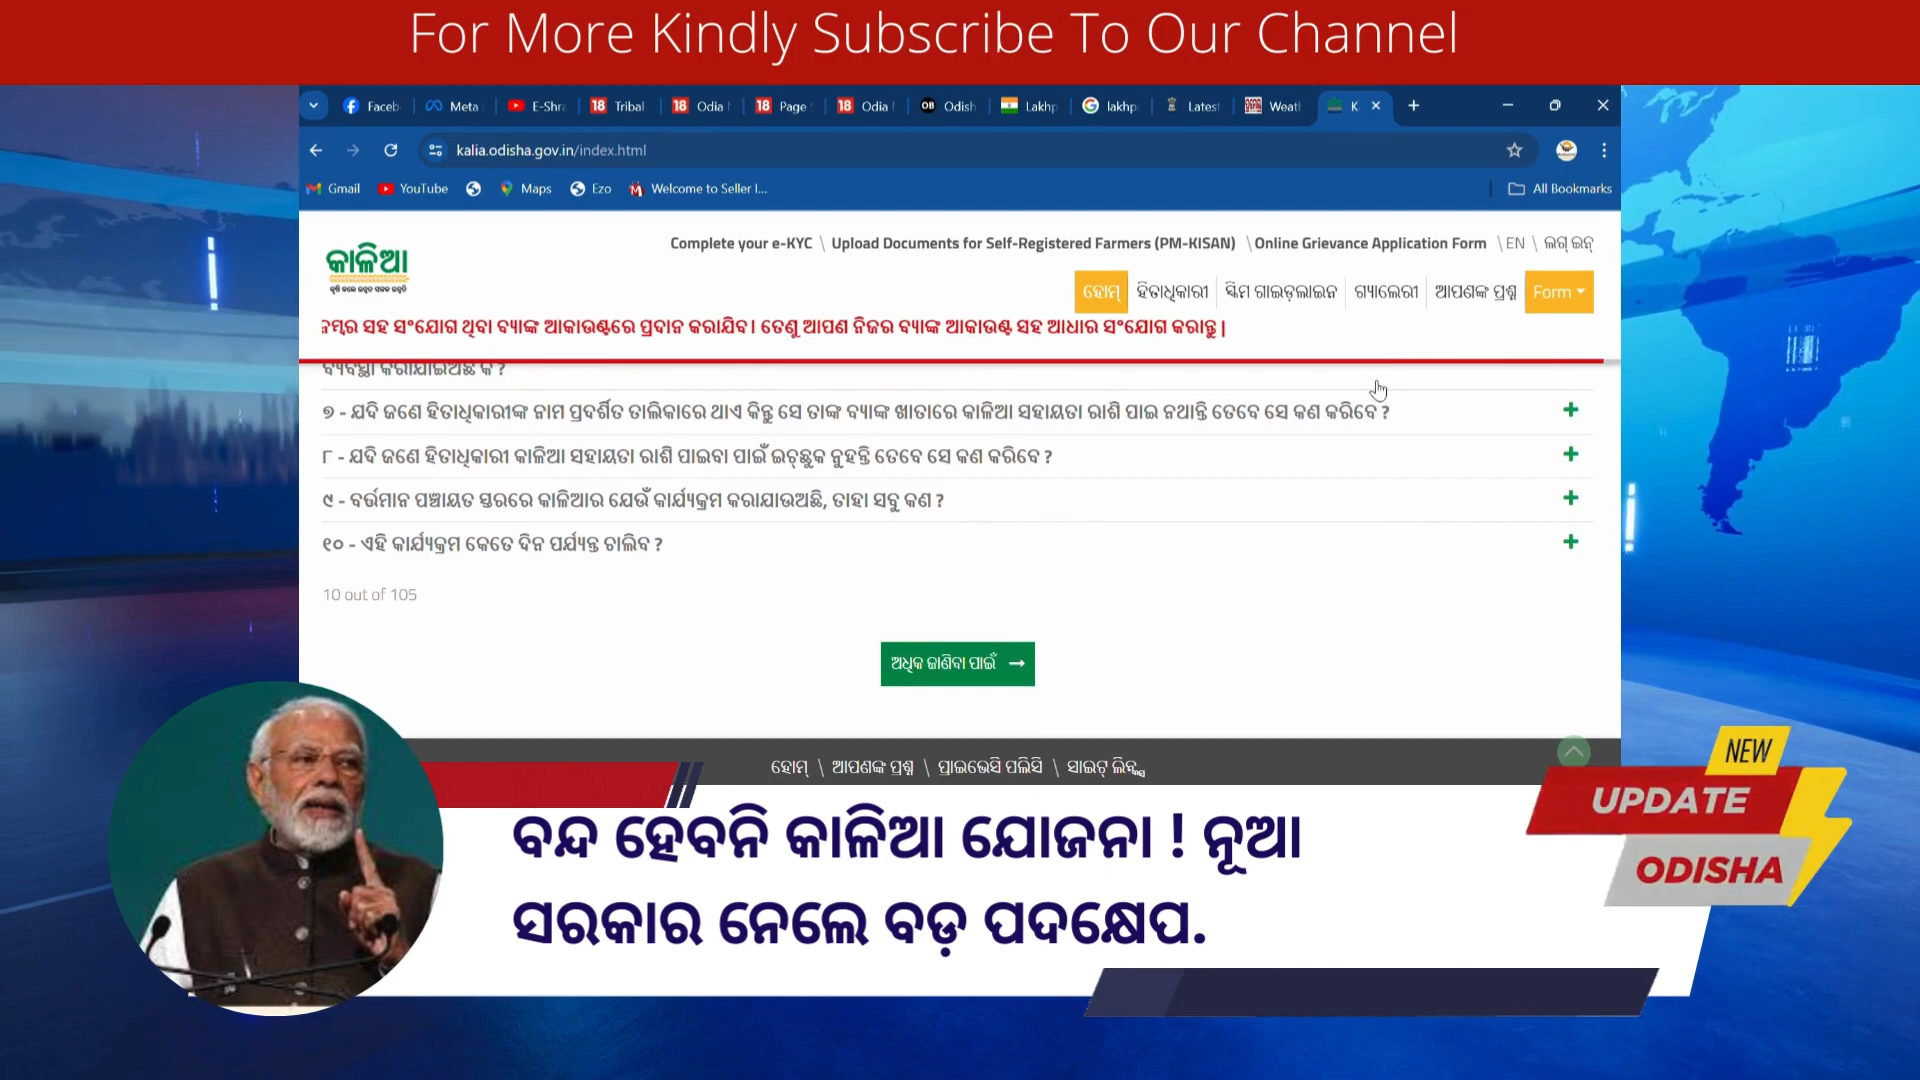 For More Kindly Subscribe To Our Channel
Faceb Meta E-Shra Tribal Odia Page Odia Odish Lakhp lakhp Latest Weath K
kalia.odisha.gov.in/index.html
Gmail YouTube Maps Ezo Welcome to Seller I... All Bookmarks
Complete your e-KYC \ Upload Documents for Self-Registered Farmers (PM-KISAN) \ Online Grievance Application Form \ EN \ ଲଗ୍ ଇନ୍
କାଳିଆ
ହୋମ୍ ହିତାଧିକାରୀ ସ୍କିମ ଗାଇଡ଼ଲାଇନ ଗ୍ୟାଲେରୀ ଆପଣଙ୍କ ପ୍ରଶ୍ନ Form
ନମ୍ବର ସହ ସଂଯୋଗ ଥିବା ବ୍ୟାଙ୍କ ଆକାଉଣ୍ଟରେ ପ୍ରଦାନ କରାଯିବ। ତେଣୁ ଆପଣ ନିଜର ବ୍ୟାଙ୍କ ଆକାଉଣ୍ଟ ସହ ଆଧାର ସଂଯୋଗ କରାନ୍ତୁ |
ବ୍ୟବସ୍ଥା କରାଯାଇଅଛି କି ?
୭ - ଯଦି ଜଣେ ହିତାଧିକାରୀଙ୍କ ନାମ ପ୍ରଦର୍ଶିତ ତାଲିକାରେ ଥାଏ କିନ୍ତୁ ସେ ତାଙ୍କ ବ୍ୟାଙ୍କ ଖାତାରେ କାଳିଆ ସହାୟତା ରାଶି ପାଇ ନଥାନ୍ତି ତେବେ ସେ କଣ କରିବେ ?
୮ - ଯଦି ଜଣେ ହିତାଧିକାରୀ କାଳିଆ ସହାୟତା ରାଶି ପାଇବା ପାଇଁ ଇଚ୍ଛୁକ ନୁହନ୍ତି ତେବେ ସେ କଣ କରିବେ ?
୯ - ବର୍ତ୍ତମାନ ପଞ୍ଚାୟତ ସ୍ତରରେ କାଳିଆର ଯେଉଁ କାର୍ଯ୍ୟକ୍ରମ କରାଯାଉଅଛି, ତାହା ସବୁ କଣ ?
୧୦ - ଏହି କାର୍ଯ୍ୟକ୍ରମ କେତେ ଦିନ ପର୍ଯ୍ୟନ୍ତ ଚାଲିବ ?
10 out of 105
ଅଧିକ ଜାଣିବା ପାଇଁ →
ହୋମ୍ \ ଆପଣଙ୍କ ପ୍ରଶ୍ନ \ ପ୍ରାଇଭେସି ପଲିସି \ ସାଇଟ୍ ଲିଙ୍କ୍ସ
NEW
UPDATE
ODISHA
ବନ୍ଦ ହେବନି କାଳିଆ ଯୋଜନା ! ନୂଆ
ସରକାର ନେଲେ ବଡ଼ ପଦକ୍ଷେପ.